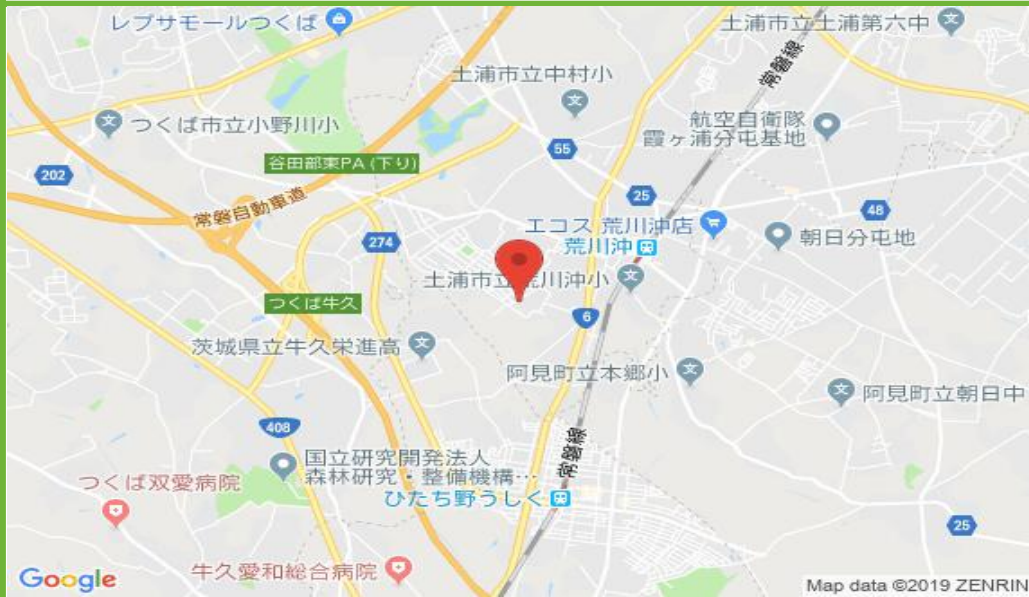 レプサモールつくば
土浦市立土浦第六中
常磐線
土浦市立中村小
つくば市立小野川小
航空自衛隊
霞ヶ浦分屯基地
55
谷田部東PA (下り)
202
25
常磐自動車道
48
エコス 荒川沖店
荒川沖
274
朝日分屯地
土浦市立荒川沖小
つくば牛久
6
茨城県立牛久栄進高
阿見町立本郷小
阿見町立朝日中
408
常磐線
国立研究開発法人
森林研究・整備機構…
つくば双愛病院
ひたち野うしく
25
牛久愛和総合病院
Google
Map data ©2019 ZENRIN